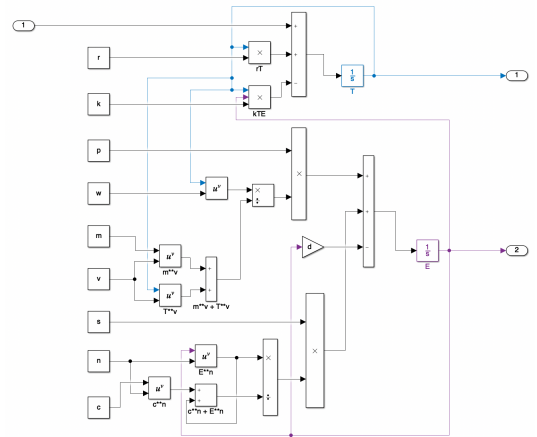 1
+
r
×
rT
+
1
s
T
1
−
k
×
kTE
p
×
w
u^v
×
÷
+
m
u^v
m**v
+
+
d
−
1
s
E
2
v
u^v
T**v
+
m**v + T**v
s
×
n
u^v
E**n
×
÷
c
u^v
c**n
+
+
c**n + E**n